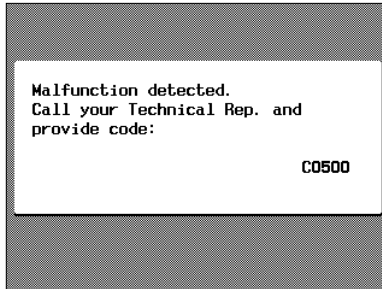 Malfunction detected.
Call your Technical Rep. and
provide code:
C0500